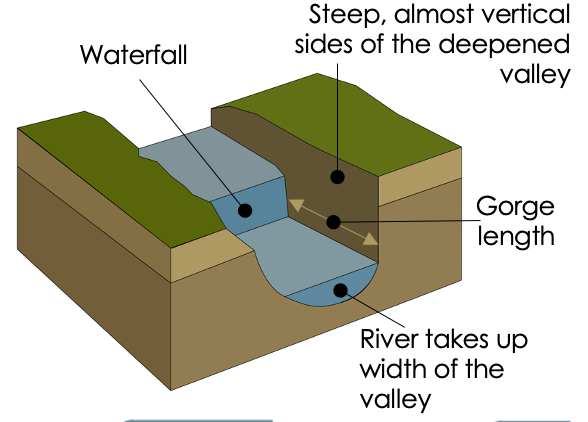 Steep, almost vertical
sides of the deepened
valley
Waterfall
Gorge
length
River takes up
width of the
valley